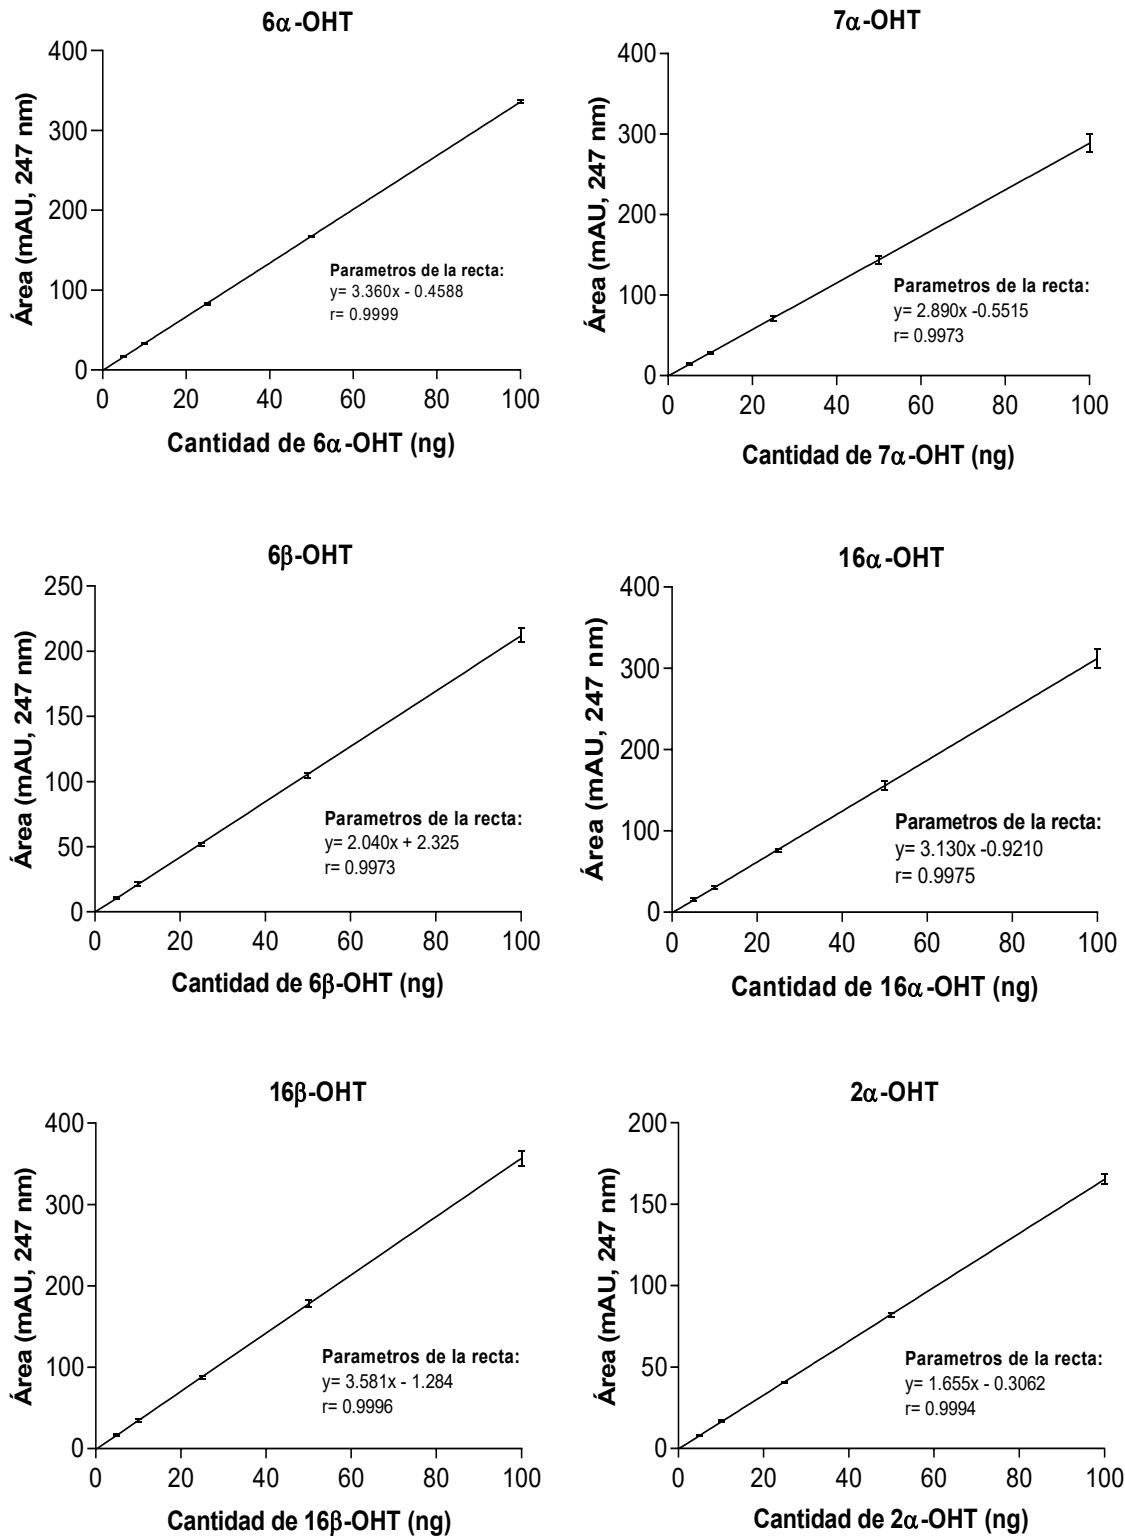 6α-OHT
400
300
200
100
0
Área (mAU, 247 nm)
Parametros de la recta:
y= 3.360x - 0.4588
r= 0.9999
0 20 40 60 80 100
Cantidad de 6α-OHT (ng)
7α-OHT
400
300
200
100
0
Área (mAU, 247 nm)
Parametros de la recta:
y= 2.890x -0.5515
r= 0.9973
0 20 40 60 80 100
Cantidad de 7α-OHT (ng)
6β-OHT
250
200
150
100
50
0
Área (mAU, 247 nm)
Parametros de la recta:
y= 2.040x + 2.325
r= 0.9973
0 20 40 60 80 100
Cantidad de 6β-OHT (ng)
16α-OHT
400
300
200
100
0
Área (mAU, 247 nm)
Parametros de la recta:
y= 3.130x -0.9210
r= 0.9975
0 20 40 60 80 100
Cantidad de 16α-OHT (ng)
16β-OHT
400
300
200
100
0
Área (mAU, 247 nm)
Parametros de la recta:
y= 3.581x - 1.284
r= 0.9996
0 20 40 60 80 100
Cantidad de 16β-OHT (ng)
2α-OHT
200
150
100
50
0
Área (mAU, 247 nm)
Parametros de la recta:
y= 1.655x - 0.3062
r= 0.9994
0 20 40 60 80 100
Cantidad de 2α-OHT (ng)